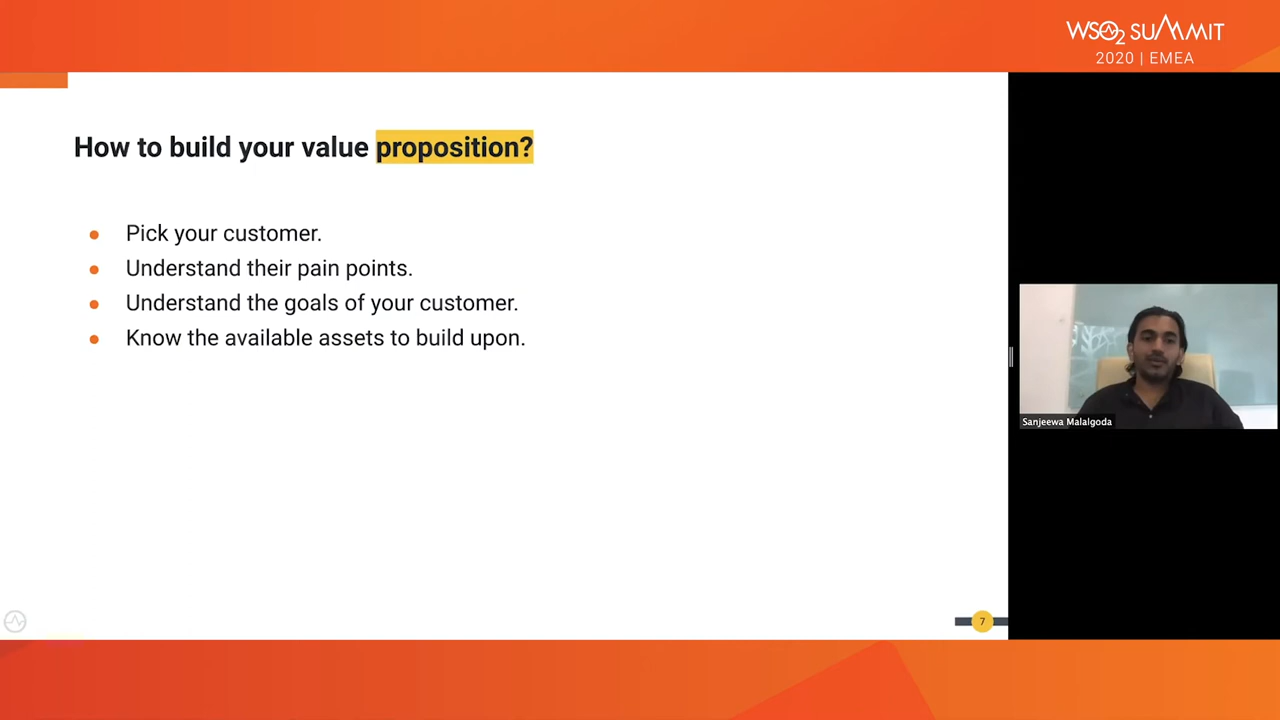 WSO2 SUMMIT
2020 | EMEA
How to build your value proposition?
● Pick your customer.
● Understand their pain points.
● Understand the goals of your customer.
● Know the available assets to build upon.
Sanjeewa Malalgoda
7